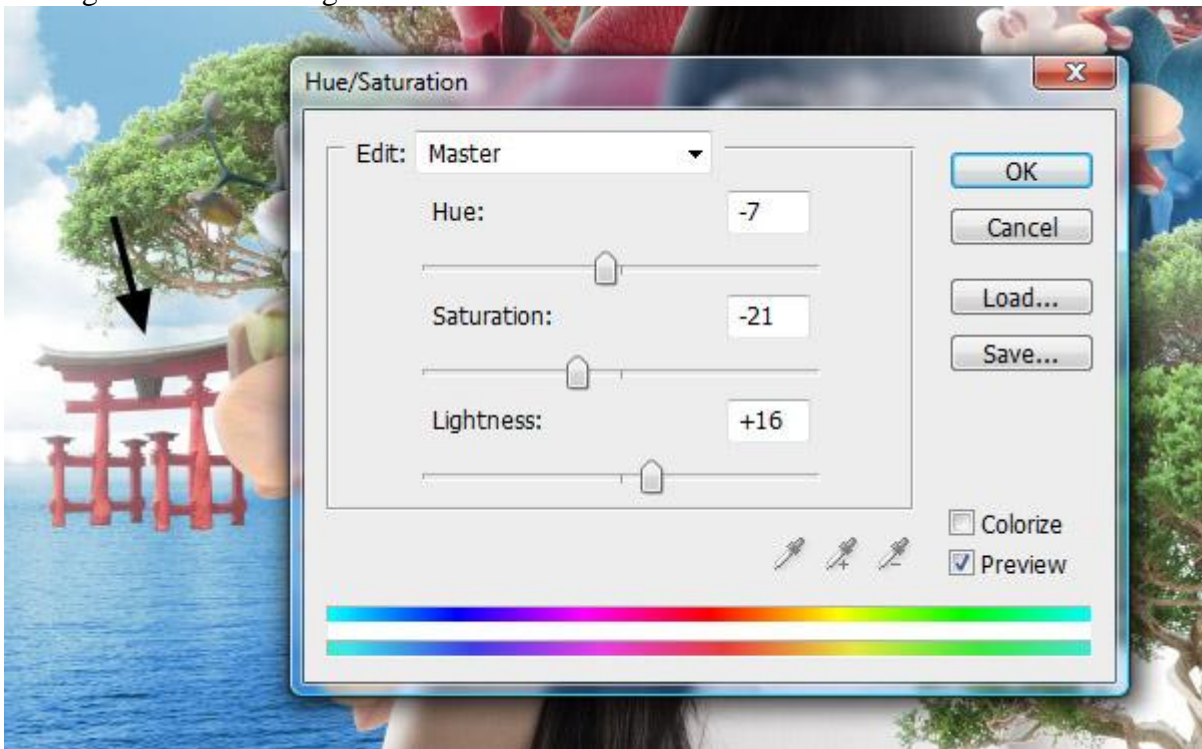 Hue/Saturation
X
Edit: Master
OK
Hue: -7
Cancel
Load...
Saturation: -21
Save...
Lightness: +16
Colorize
Preview